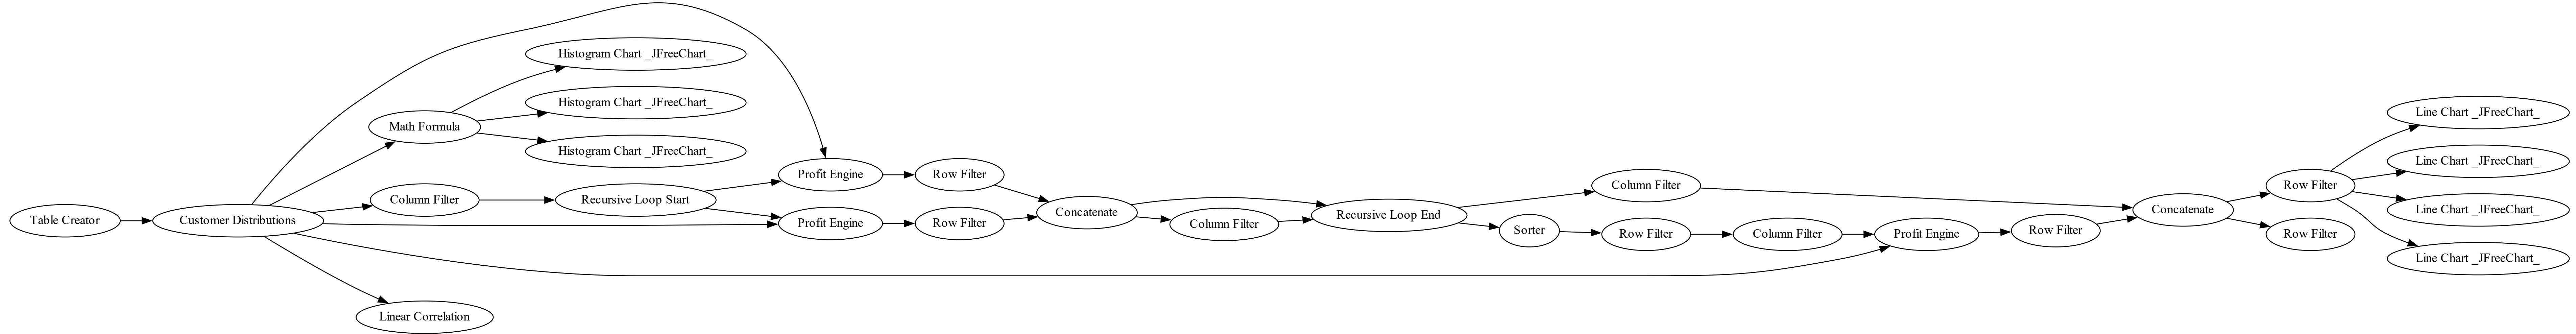 Table Creator
Customer Distributions
Math Formula
Column Filter
Linear Correlation
Histogram Chart _JFreeChart_
Histogram Chart _JFreeChart_
Histogram Chart _JFreeChart_
Recursive Loop Start
Profit Engine
Profit Engine
Row Filter
Row Filter
Concatenate
Column Filter
Recursive Loop End
Sorter
Column Filter
Row Filter
Column Filter
Profit Engine
Row Filter
Concatenate
Row Filter
Row Filter
Line Chart _JFreeChart_
Line Chart _JFreeChart_
Line Chart _JFreeChart_
Line Chart _JFreeChart_